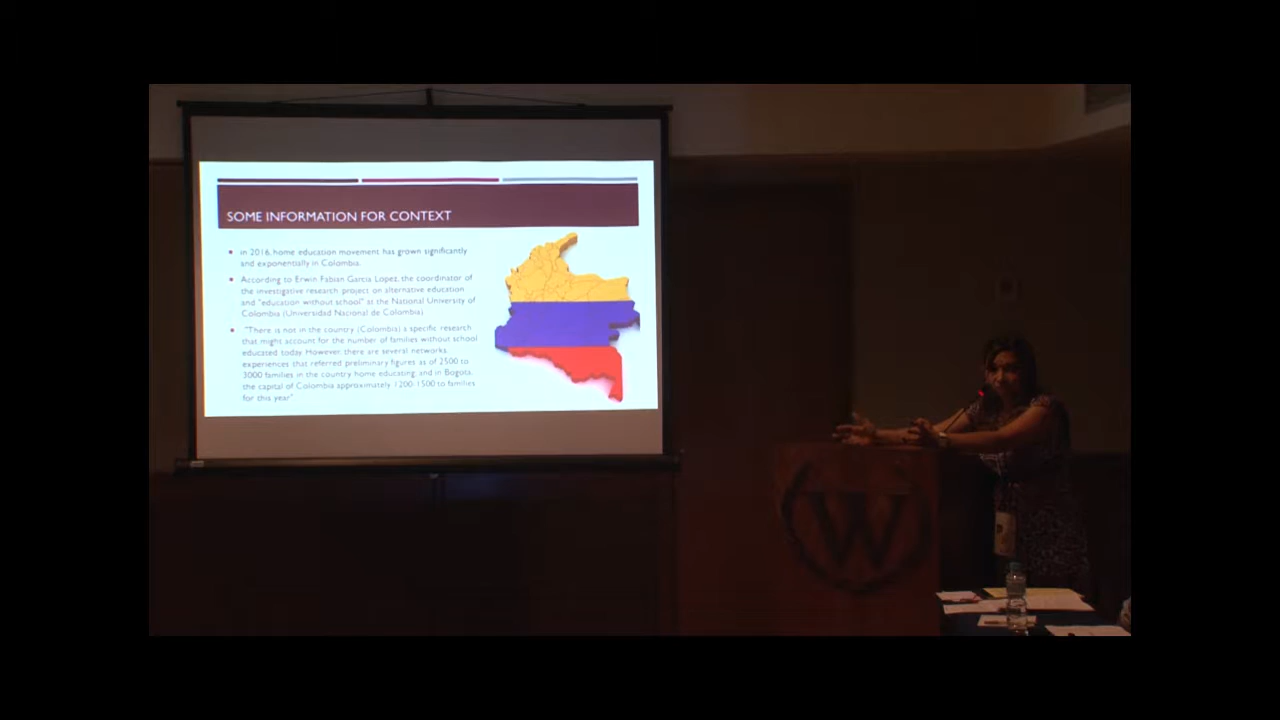 SOME INFORMATION FOR CONTEXT
in 2016, home education movement has grown significantly
and exponentially in Colombia.
According to Erwin Fabian Garcia Lopez, the coordinator of
the investigative research project on alternative education
and "education without school" at the National University of
Colombia (Universidad Nacional de Colombia)
"There is not in the country (Colombia) a specific research
that might account for the number of families without school
educated today. However, there are several networks
experiences that referred preliminary figures as of 2500 to
3000 families in the country home educating; and in Bogota,
the capital of Colombia approximately 1200-1500 to families
for this year"
W